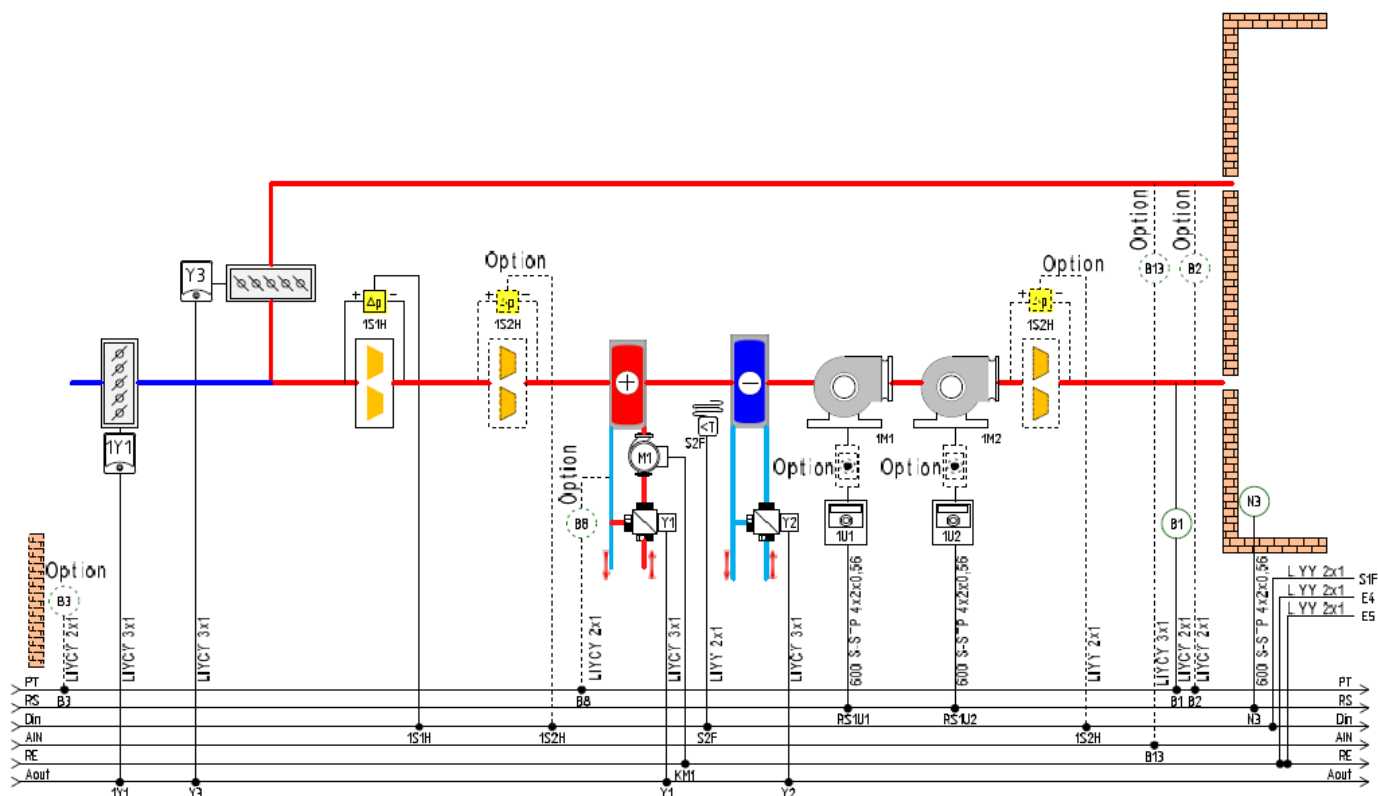 Option
Option
Y3
B13
B2
Option
Option
+
Δp
-
+
Δp
-
+
Δp
-
1S1H
1S2H
1S2H
+
−
1Y1
<T
S2F
1M1
1M2
M1
Option
Option
Option
B8
Y1
Y2
1U1
1U2
B1
N3
Option
B3
LIYCY 2x1
LIYCY 3x1
LIYCY 3x1
LIYCY 2x1
LIYCY 3x1
LIYY 2x1
LIYCY 3x1
600 S-STP 4x2x0,56
600 S-STP 4x2x0,56
LIYY 2x1
LIYCY 3x1
LIYCY 2x1
LIYCY 2x1
600 S-STP 4x2x0,56
L YY 2x1 S1F
L YY 2x1 E4
L YY 2x1 E5
PT PT
B3 B8 B1 B2
RS RS
RS1U1 RS1U2 N3
Din Din
1S1H 1S2H S2F 1S2H
AIN AIN
B13
RE RE
KM1
Aout Aout
1Y1 Y3 Y1 Y2